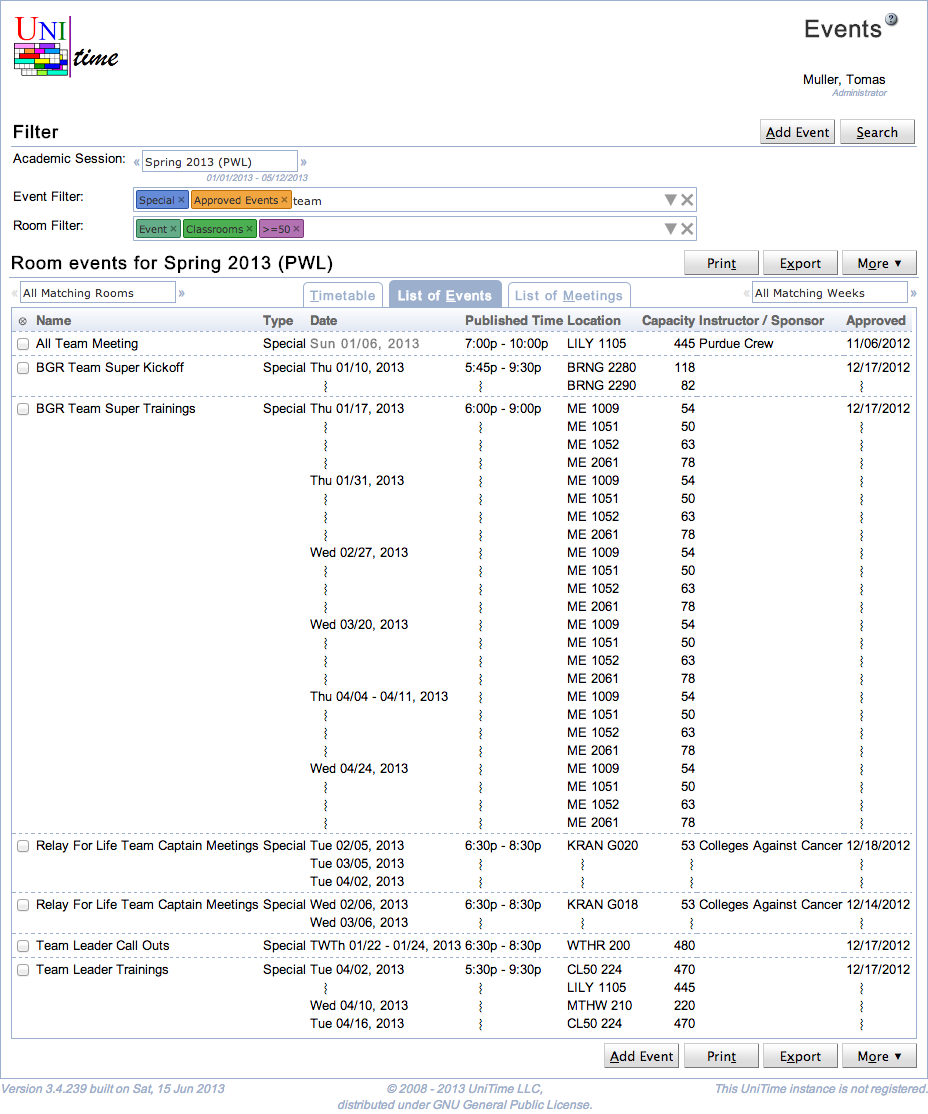 UNI
time
Events ?
Muller, Tomas
Administrator
Filter
Add Event Search
Academic Session: « Spring 2013 (PWL) »
01/01/2013 - 05/12/2013
Event Filter: Special × Approved Events × team
Room Filter: Event × Classrooms × >=50 ×
Room events for Spring 2013 (PWL) Print Export More ▼
« All Matching Rooms » Timetable List of Events List of Meetings « All Matching Weeks »
Name Type Date Published Time Location Capacity Instructor / Sponsor Approved
All Team Meeting Special Sun 01/06, 2013 7:00p - 10:00p LILY 1105 445 Purdue Crew 11/06/2012
BGR Team Super Kickoff Special Thu 01/10, 2013 5:45p - 9:30p BRNG 2280 118 12/17/2012
BRNG 2290 82
BGR Team Super Trainings Special Thu 01/17, 2013 6:00p - 9:00p ME 1009 54 12/17/2012
ME 1051 50
ME 1052 63
ME 2061 78
Thu 01/31, 2013 ME 1009 54
ME 1051 50
ME 1052 63
ME 2061 78
Wed 02/27, 2013 ME 1009 54
ME 1051 50
ME 1052 63
ME 2061 78
Wed 03/20, 2013 ME 1009 54
ME 1051 50
ME 1052 63
ME 2061 78
Thu 04/04 - 04/11, 2013 ME 1009 54
ME 1051 50
ME 1052 63
ME 2061 78
Wed 04/24, 2013 ME 1009 54
ME 1051 50
ME 1052 63
ME 2061 78
Relay For Life Team Captain Meetings Special Tue 02/05, 2013 6:30p - 8:30p KRAN G020 53 Colleges Against Cancer 12/18/2012
Tue 03/05, 2013
Tue 04/02, 2013
Relay For Life Team Captain Meetings Special Wed 02/06, 2013 6:30p - 8:30p KRAN G018 53 Colleges Against Cancer 12/14/2012
Wed 03/06, 2013
Team Leader Call Outs Special TWTh 01/22 - 01/24, 2013 6:30p - 8:30p WTHR 200 480 12/17/2012
Team Leader Trainings Special Tue 04/02, 2013 5:30p - 9:30p CL50 224 470 12/17/2012
LILY 1105 445
Wed 04/10, 2013 MTHW 210 220
Tue 04/16, 2013 CL50 224 470
Add Event Print Export More ▼
Version 3.4.239 built on Sat, 15 Jun 2013 © 2008 - 2013 UniTime LLC, This UniTime instance is not registered.
distributed under GNU General Public License.